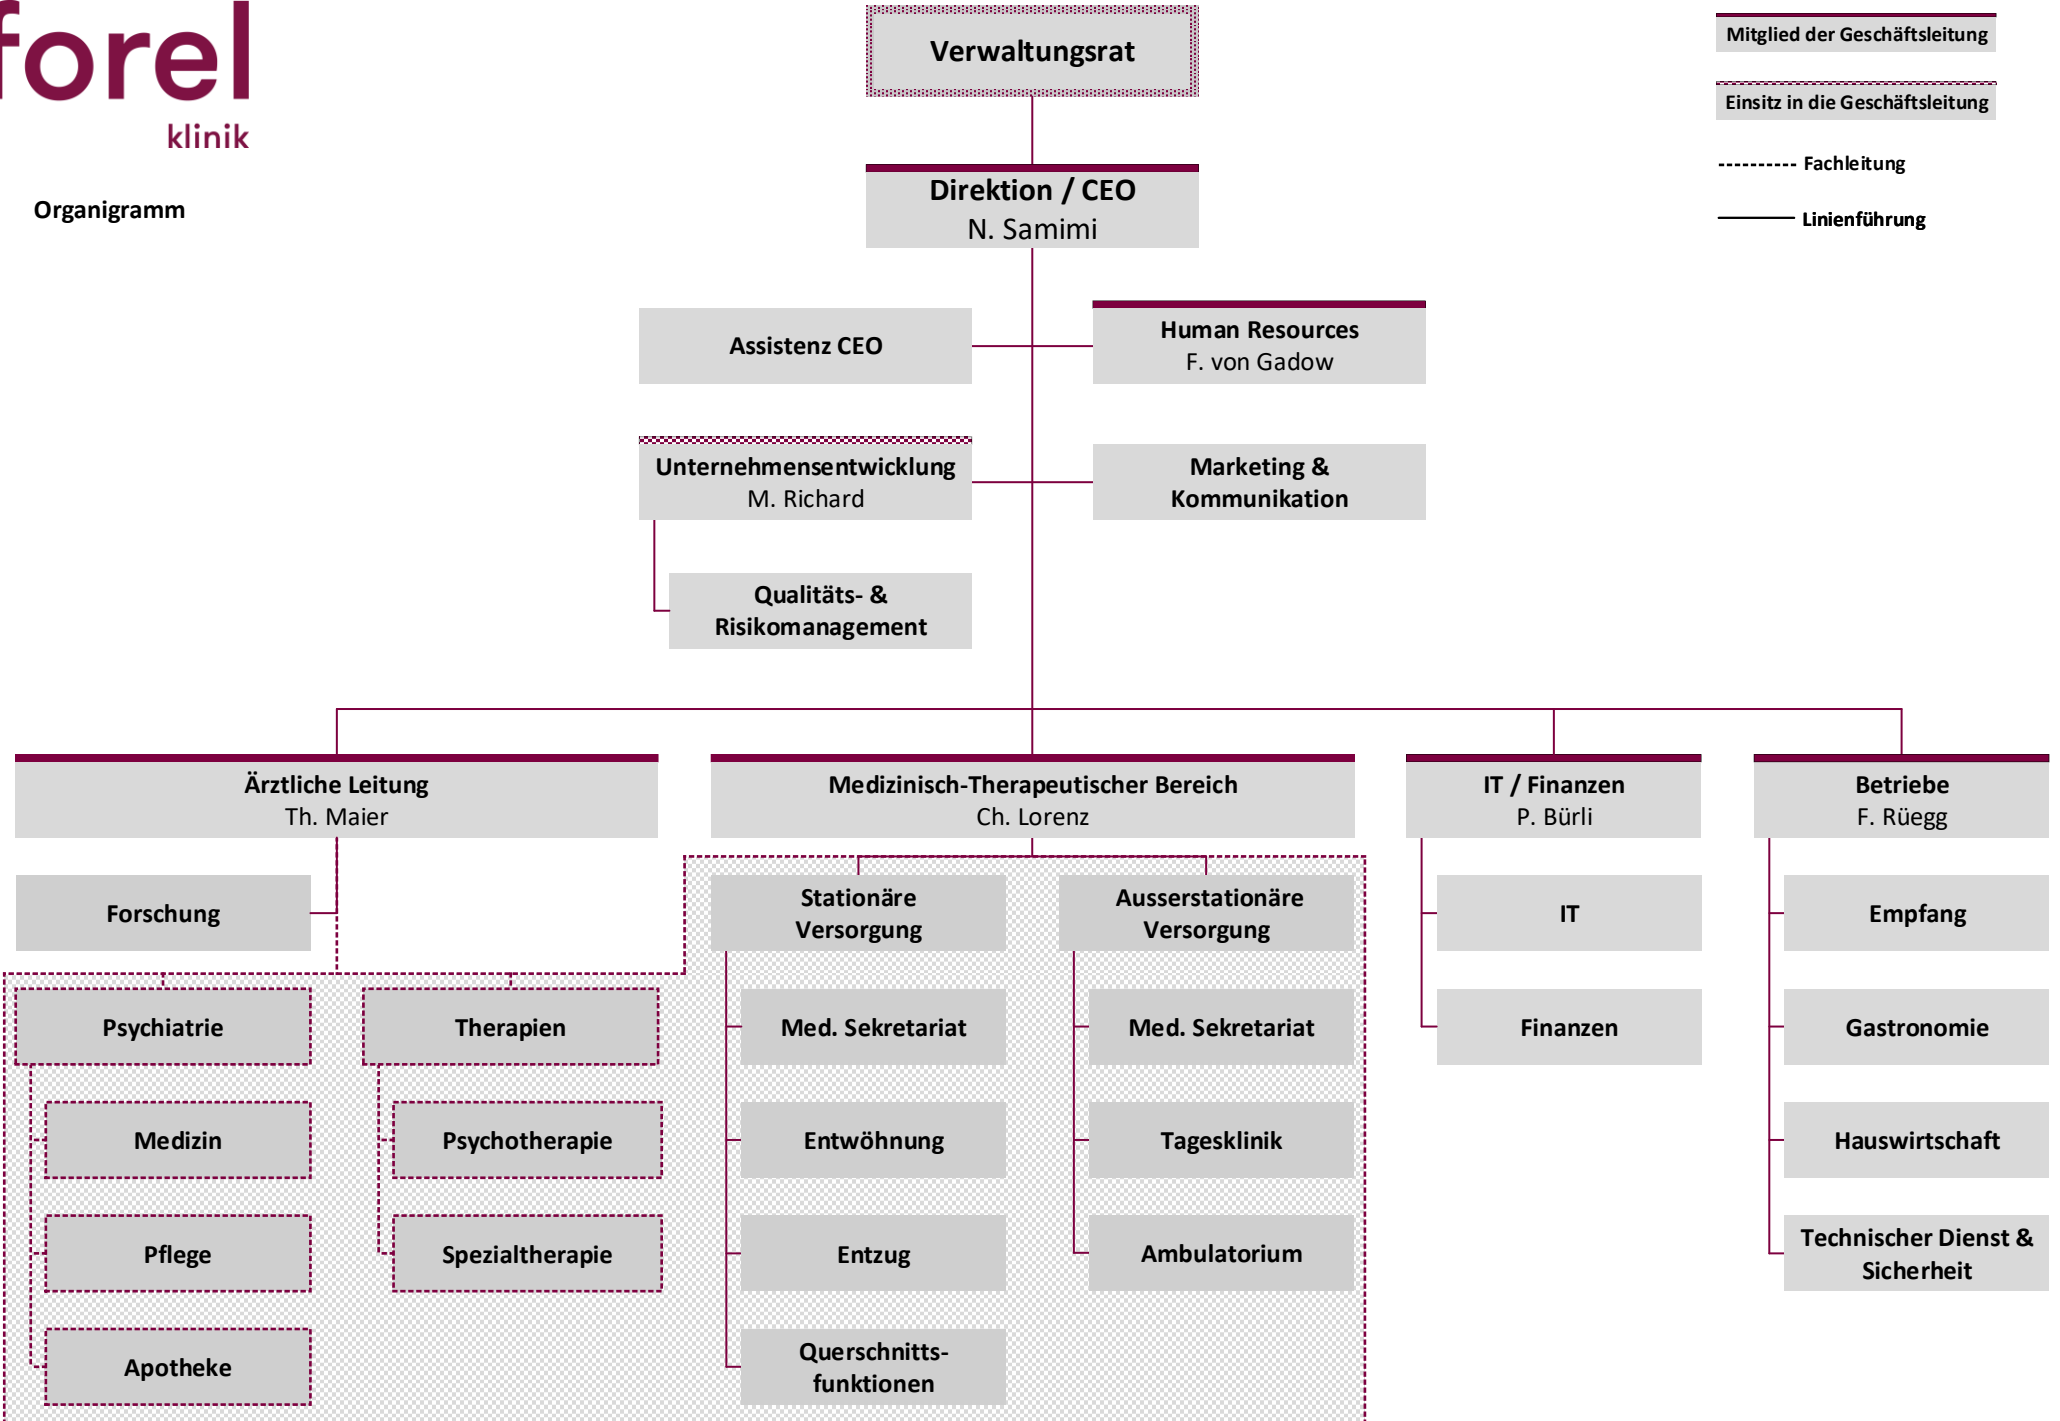 forel
klinik
Organigramm
Verwaltungsrat
Direktion / CEO
N. Samimi
Mitglied der Geschäftsleitung
Einsitz in die Geschäftsleitung
Fachleitung
Linienführung
Assistenz CEO
Human Resources
F. von Gadow
Unternehmensentwicklung
M. Richard
Marketing &
Kommunikation
Qualitäts- &
Risikomanagement
Ärztliche Leitung
Th. Maier
Medizinisch-Therapeutischer Bereich
Ch. Lorenz
IT / Finanzen
P. Bürli
Betriebe
F. Rüegg
Forschung
Stationäre
Versorgung
Ausserstationäre
Versorgung
IT
Empfang
Psychiatrie
Therapien
Med. Sekretariat
Med. Sekretariat
Finanzen
Gastronomie
Medizin
Psychotherapie
Entwöhnung
Tagesklinik
Hauswirtschaft
Pflege
Spezialtherapie
Entzug
Ambulatorium
Technischer Dienst &
Sicherheit
Apotheke
Querschnitts-
funktionen